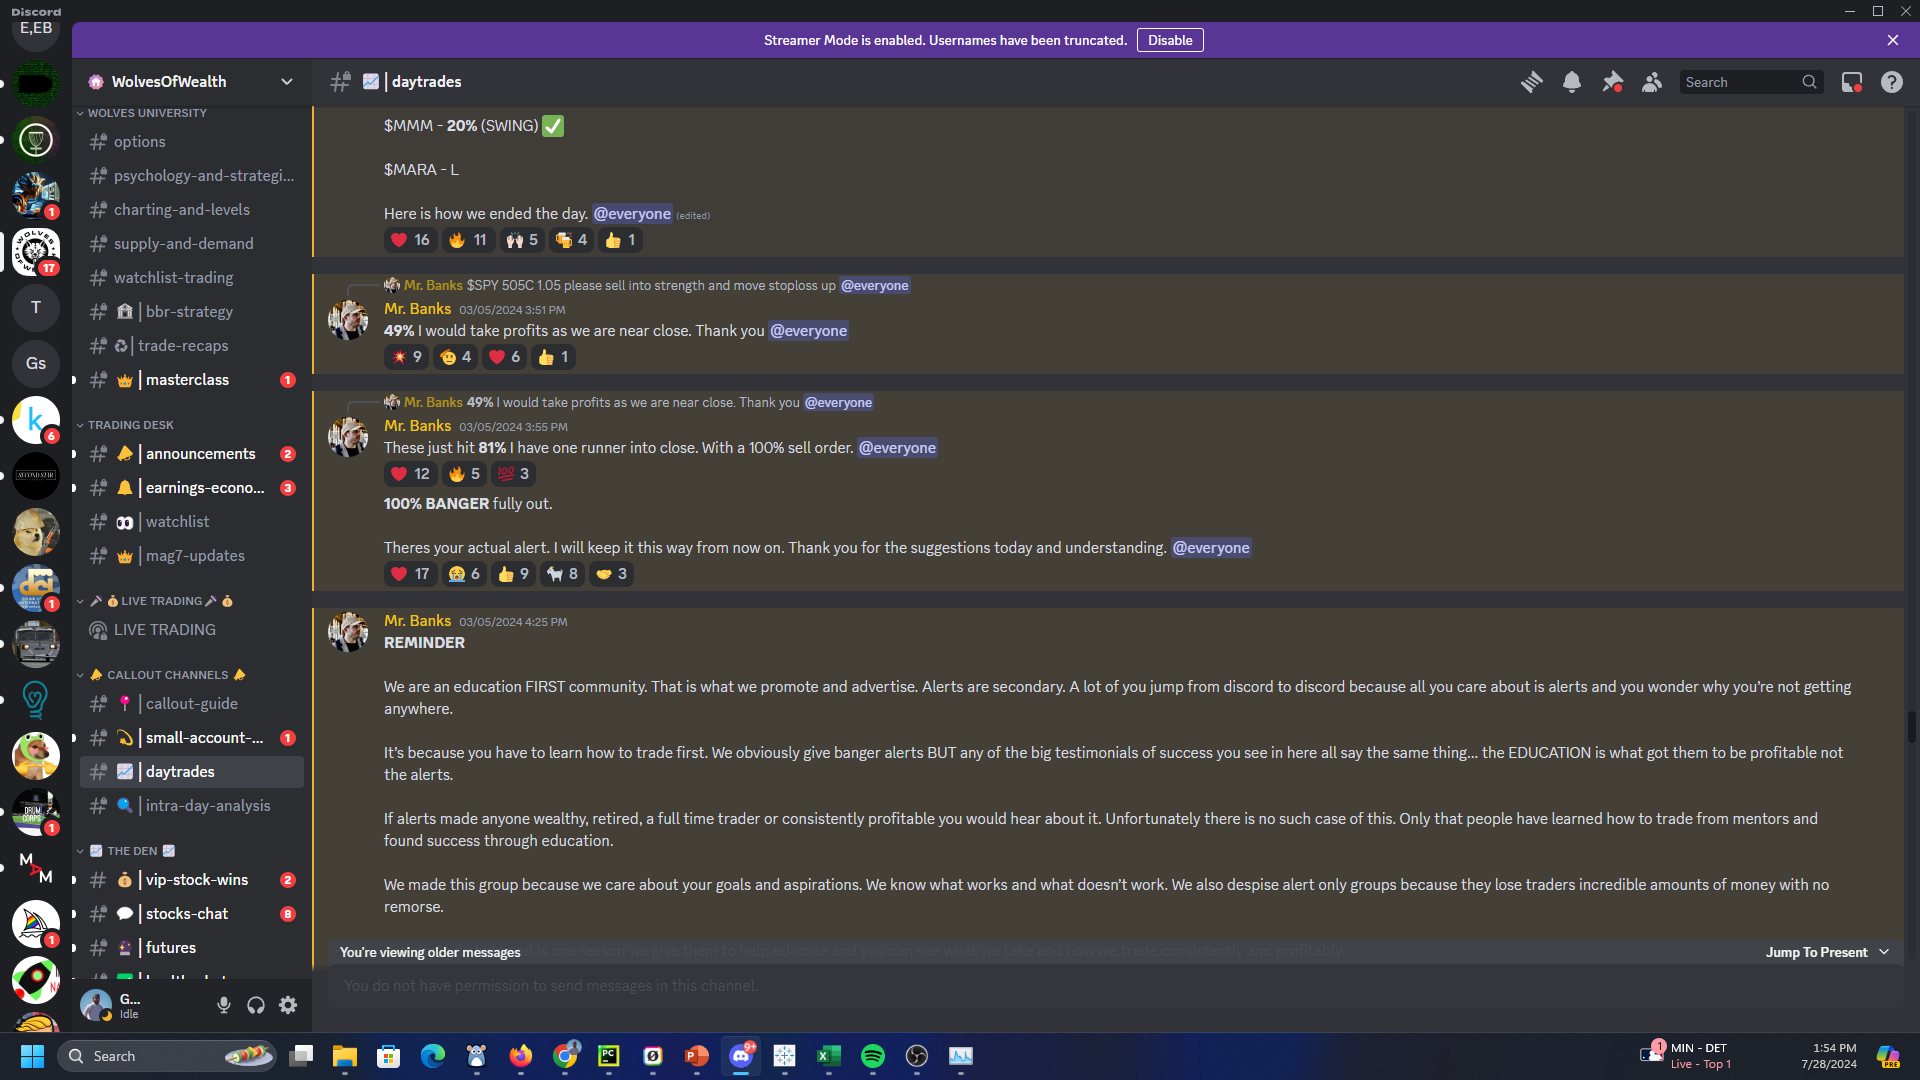 Discord
E,EB
Streamer Mode is enabled. Usernames have been truncated. Disable
WolvesOfWealth
| daytrades
Search
WOLVES UNIVERSITY
options
psychology-and-strategi...
charting-and-levels
supply-and-demand
watchlist-trading
| bbr-strategy
| trade-recaps
| masterclass 1
TRADING DESK
| announcements 2
| earnings-econo... 3
| watchlist
| mag7-updates
LIVE TRADING
LIVE TRADING
CALLOUT CHANNELS
| callout-guide
| small-account-... 1
| daytrades
| intra-day-analysis
THE DEN
| vip-stock-wins 2
| stocks-chat 8
| futures
1
17
T
Gs
k
6
SECOND STAR
dci
1
DRUM CORPS
1
M A M
1
$MMM - 20% (SWING)
$MARA - L
Here is how we ended the day. @everyone (edited)
16 11 5 4 1
Mr. Banks $SPY 505C 1.05 please sell into strength and move stoploss up @everyone
Mr. Banks 03/05/2024 3:51 PM
49% I would take profits as we are near close. Thank you @everyone
9 4 6 1
Mr. Banks 49% I would take profits as we are near close. Thank you @everyone
Mr. Banks 03/05/2024 3:55 PM
These just hit 81% I have one runner into close. With a 100% sell order. @everyone
12 5 100 3
100% BANGER fully out.
Theres your actual alert. I will keep it this way from now on. Thank you for the suggestions today and understanding. @everyone
17 6 9 8 3
Mr. Banks 03/05/2024 4:25 PM
REMINDER
We are an education FIRST community. That is what we promote and advertise. Alerts are secondary. A lot of you jump from discord to discord because all you care about is alerts and you wonder why you’re not getting
anywhere.
It’s because you have to learn how to trade first. We obviously give banger alerts BUT any of the big testimonials of success you see in here all say the same thing... the EDUCATION is what got them to be profitable not
the alerts.
If alerts made anyone wealthy, retired, a full time trader or consistently profitable you would hear about it. Unfortunately there is no such case of this. Only that people have learned how to trade from mentors and
found success through education.
We made this group because we care about your goals and aspirations. We know what works and what doesn’t work. We also despise alert only groups because they lose traders incredible amounts of money with no
remorse.
You're viewing older messages d is one reason we give them to help educate and you can see what we take and how we trade consistently and profitably.
Jump To Present
You do not have permission to send messages in this channel.
G...
Idle
Search
PC
9+
1
MIN - DET
Live - Top 1
1:54 PM
7/28/2024
PRE